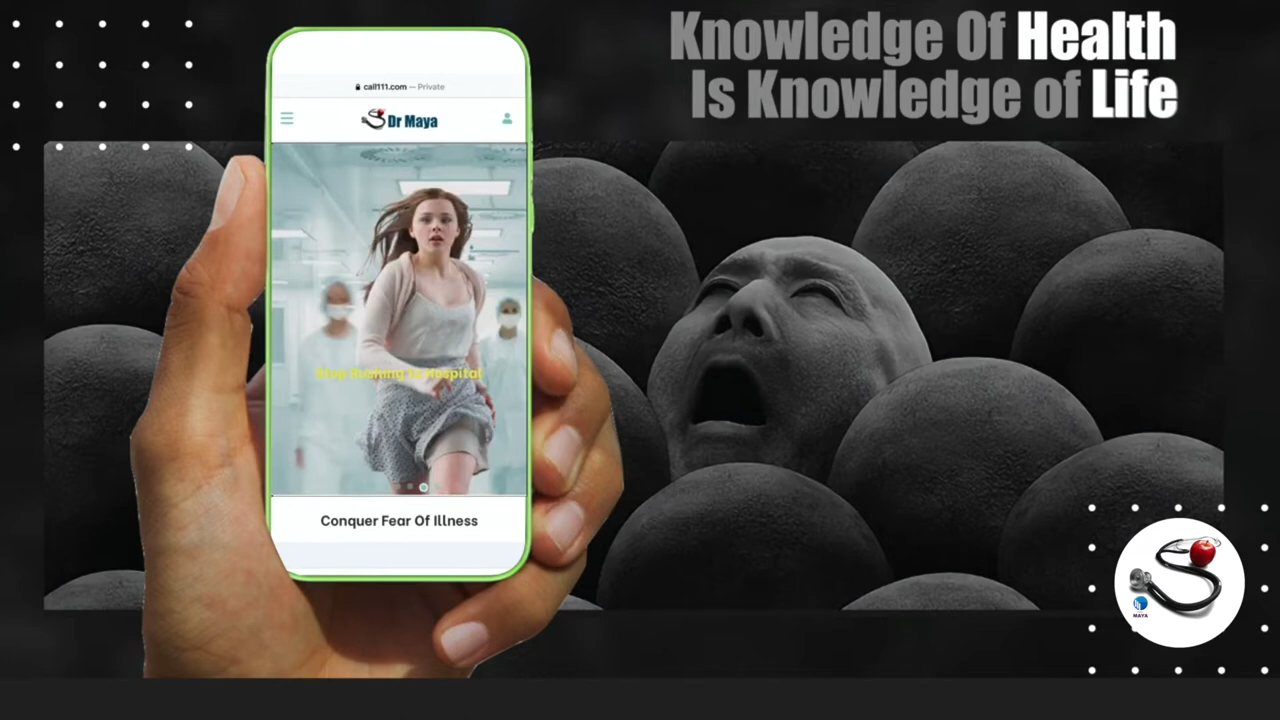 Knowledge Of Health
Is Knowledge of Life
call111.com — Private
Dr Maya
Stop Running To Hospital
Conquer Fear Of Illness
MAYA